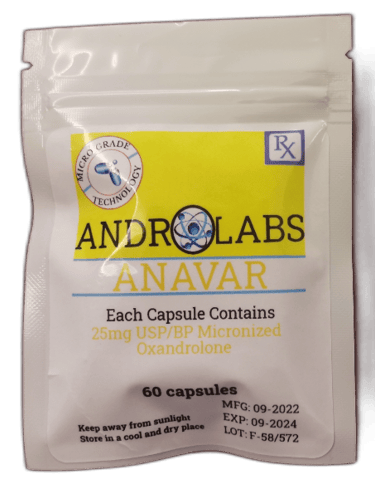 MICRO GRADE
TECHNOLOGY
RX
ANDROLABS
ANAVAR
Each Capsule Contains
25mg USP/BP Micronized
Oxandrolone
60 capsules
Keep away from sunlight
Store in a cool and dry place
MFG: 09-2022
EXP: 09-2024
LOT: F-58/572